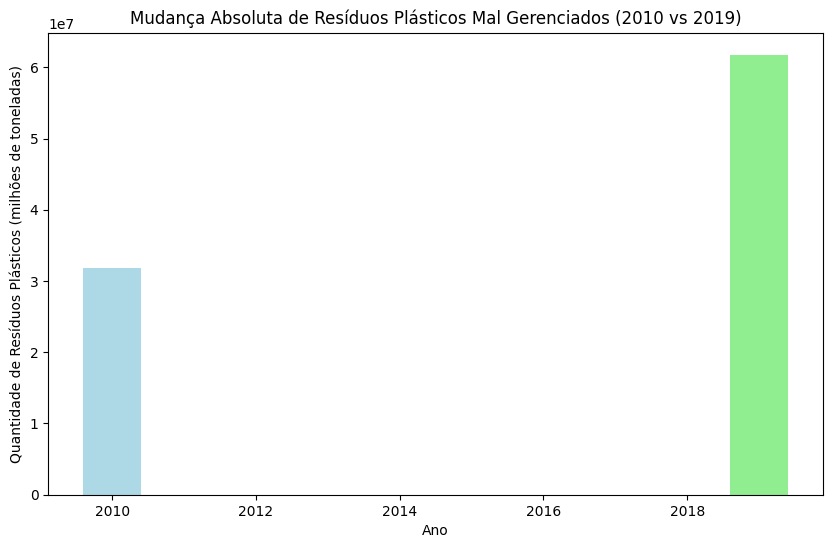 Mudança Absoluta de Resíduos Plásticos Mal Gerenciados (2010 vs 2019)
1e7
Quantidade de Resíduos Plásticos (milhões de toneladas)
6
5
4
3
2
1
0
2010 2012 2014 2016 2018
Ano